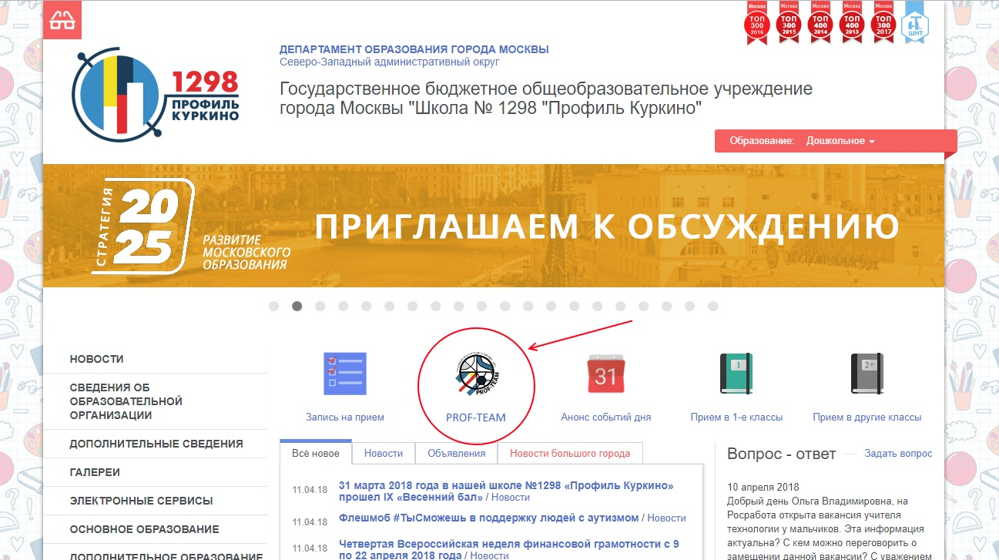 Москва
ТОП
300
2016
Москва
ТОП
300
2015
Москва
ТОП
400
2014
Москва
ТОП
400
2013
Москва
ТОП
300
2017
ШНТ
1298
ПРОФИЛЬ
КУРКИНО
ДЕПАРТАМЕНТ ОБРАЗОВАНИЯ ГОРОДА МОСКВЫ
Северо-Западный административный округ
Государственное бюджетное общеобразовательное учреждение
города Москвы "Школа № 1298 "Профиль Куркино"
Образование: Дошкольное
СТРАТЕГИЯ
20
25
РАЗВИТИЕ
МОСКОВСКОГО
ОБРАЗОВАНИЯ
ПРИГЛАШАЕМ К ОБСУЖДЕНИЮ
НОВОСТИ
СВЕДЕНИЯ ОБ
ОБРАЗОВАТЕЛЬНОЙ
ОРГАНИЗАЦИИ
ДОПОЛНИТЕЛЬНЫЕ СВЕДЕНИЯ
ГАЛЕРЕИ
ЭЛЕКТРОННЫЕ СЕРВИСЫ
ОСНОВНОЕ ОБРАЗОВАНИЕ
ДОПОЛНИТЕЛЬНОЕ ОБРАЗОВАНИЕ
Запись на прием
PROF-TEAM
PROF-TEAM
31
Анонс событий дня
1
Прием в 1-е классы
2+
Прием в другие классы
Всё новое
Новости
Объявления
Новости большого города
11.04.18 31 марта 2018 года в нашей школе №1298 «Профиль Куркино»
прошел IX «Весенний бал» / Новости
11.04.18 Флешмоб #ТыСможешь в поддержку людей с аутизмом / Новости
11.04.18 Четвертая Всероссийская неделя финансовой грамотности с 9
по 22 апреля 2018 года / Новости
Вопрос - ответ Задать вопрос
10 апреля 2018
Добрый день Ольга Владимировна, на
Росработа открыта вакансия учителя
технологии у мальчиков. Эта информация
актуальна? С кем можно переговорить о
замещении данной вакансии? С уважением